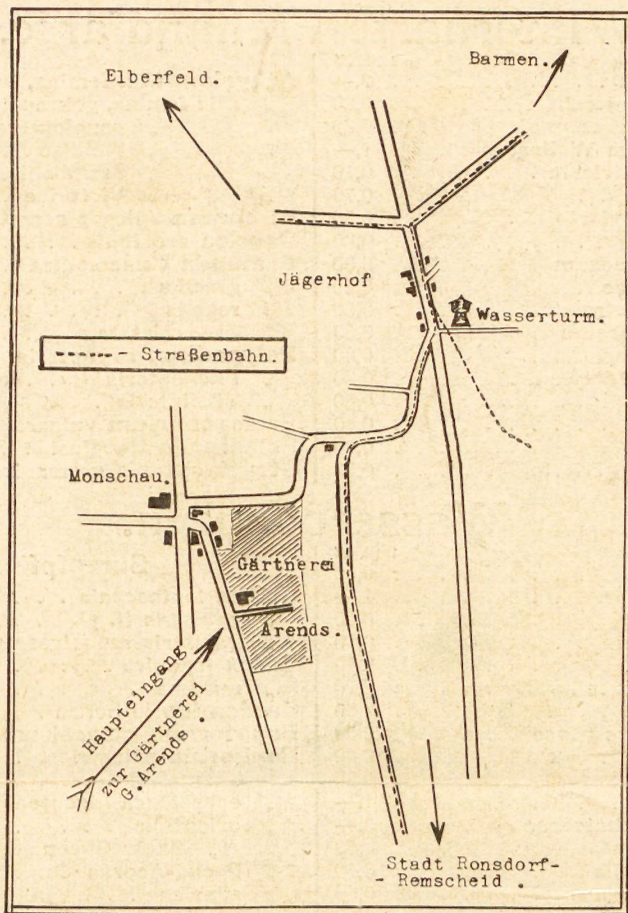 Elberfeld.
Barmen.
Jägerhof
Wasserturm.
- Straßenbahn.
Monschau.
Gärtnerei
Arends.
Haupteingang
zur Gärtnerei
G.Arends.
Stadt Ronsdorf-
- Remscheid.